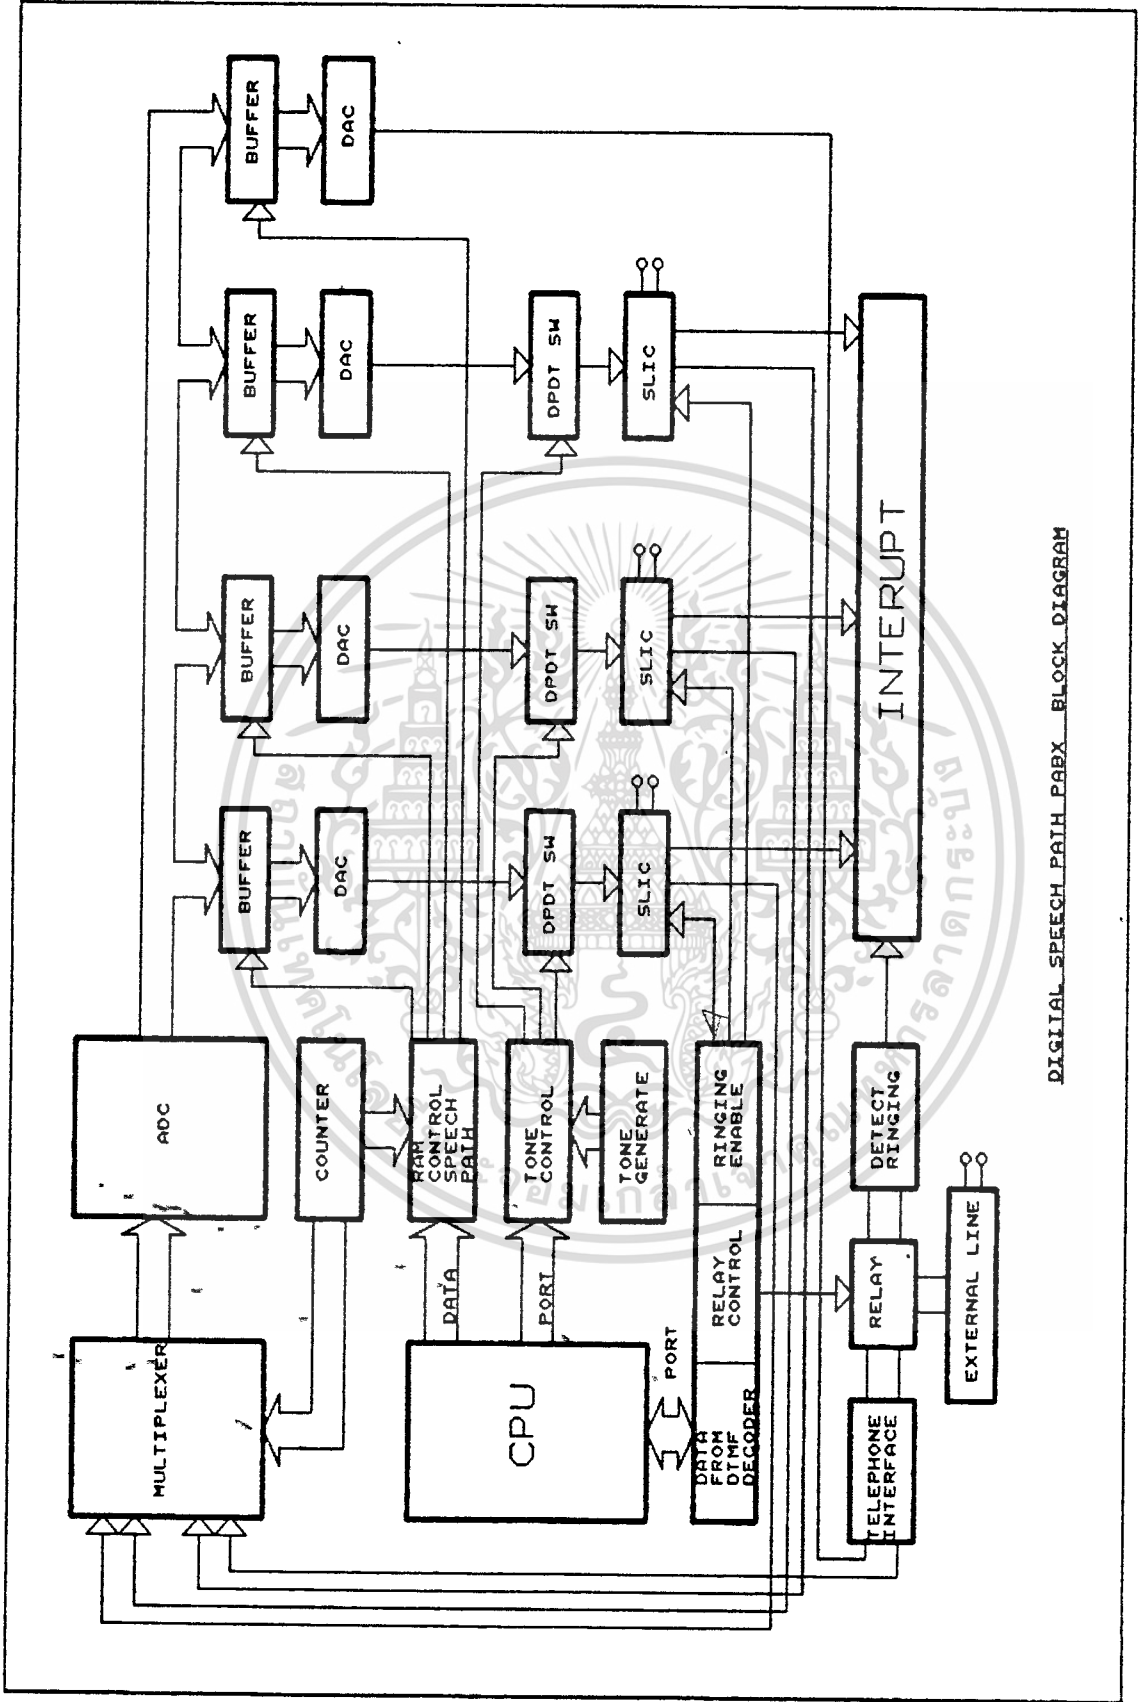 MULTIPLEXER
ADC
BUFFER
BUFFER
BUFFER
BUFFER
DAC
DAC
DAC
DAC
COUNTER
CPU
DATA
RAM
CONTROL
SPEECH
PATH
PORT
TONE
CONTROL
TONE
GENERATE
DPDT SW
DPDT SW
DPDT SW
SLIC
SLIC
SLIC
PORT
DATA
FROM
DTMF
DECODER
RELAY
CONTROL
RINGING
ENABLE
TELEPHONE
INTERFACE
RELAY
DETECT
RINGING
INTERUPT
EXTERNAL LINE
DIGITAL SPEECH PATH PABX BLOCK DIAGRAM